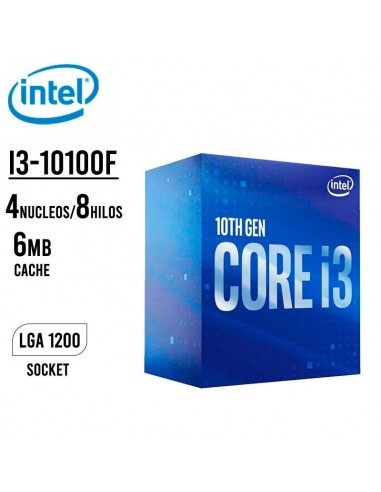 intel
I3-10100F
4NUCLEOS/8HILOS
6MB
CACHE
LGA 1200
SOCKET
intel
10TH GEN
CORE i3